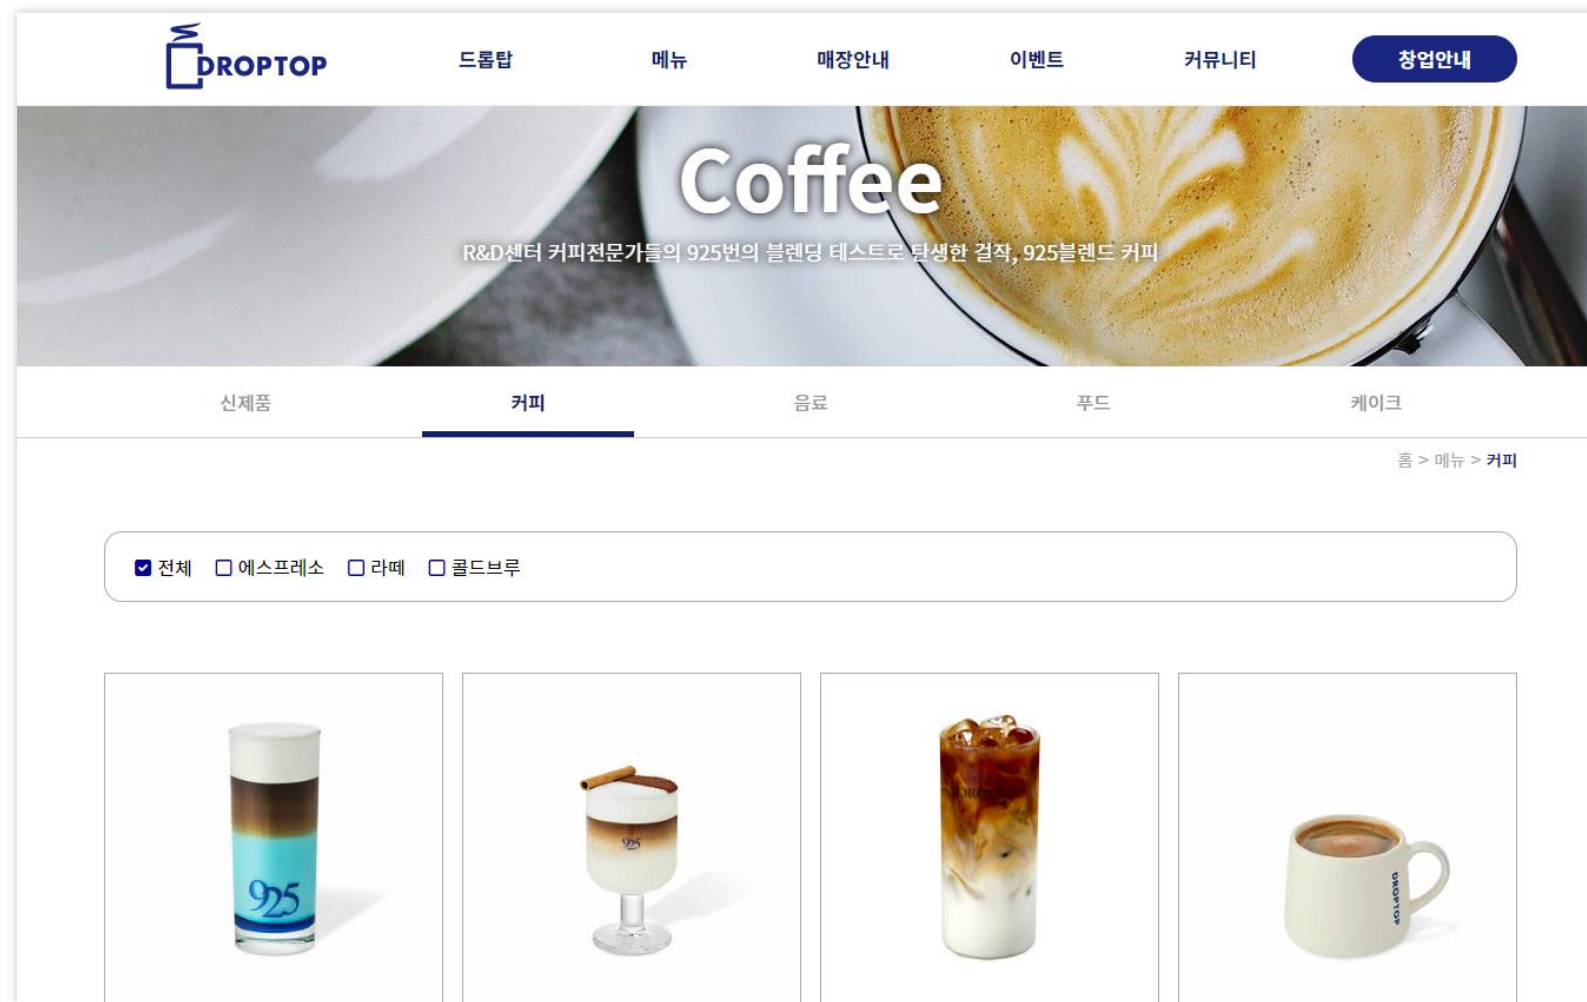 DROPTOP
드롭탑 메뉴 매장안내 이벤트 커뮤니티 창업안내
Coffee
R&D센터 커피전문가들의 925번의 블렌딩 테스트로 탄생한 걸작, 925블렌드 커피
신제품 커피 음료 푸드 케이크
홈 > 메뉴 > 커피
전체 에스프레소 라떼 콜드브루
925
925
DROPTOP
DROPTOP